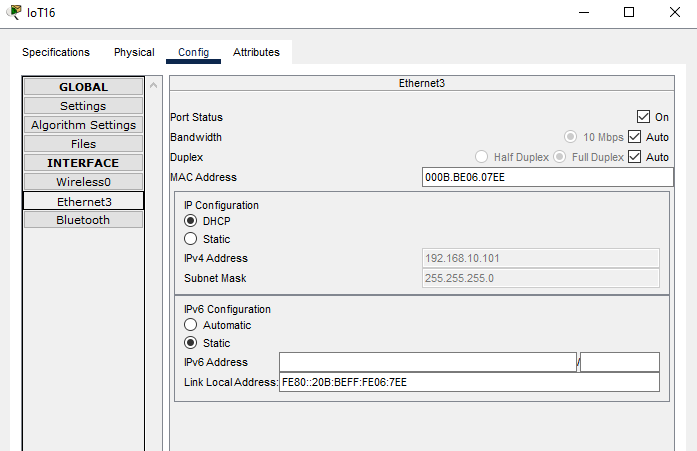 IoT16
Specifications Physical Config Attributes
GLOBAL
Settings
Algorithm Settings
Files
INTERFACE
Wireless0
Ethernet3
Bluetooth
Ethernet3
Port Status On
Bandwidth 10 Mbps Auto
Duplex Half Duplex Full Duplex Auto
MAC Address 000B.BE06.07EE
IP Configuration
DHCP
Static
IPv4 Address 192.168.10.101
Subnet Mask 255.255.255.0
IPv6 Configuration
Automatic
Static
IPv6 Address /
Link Local Address: FE80::20B:BEFF:FE06:7EE